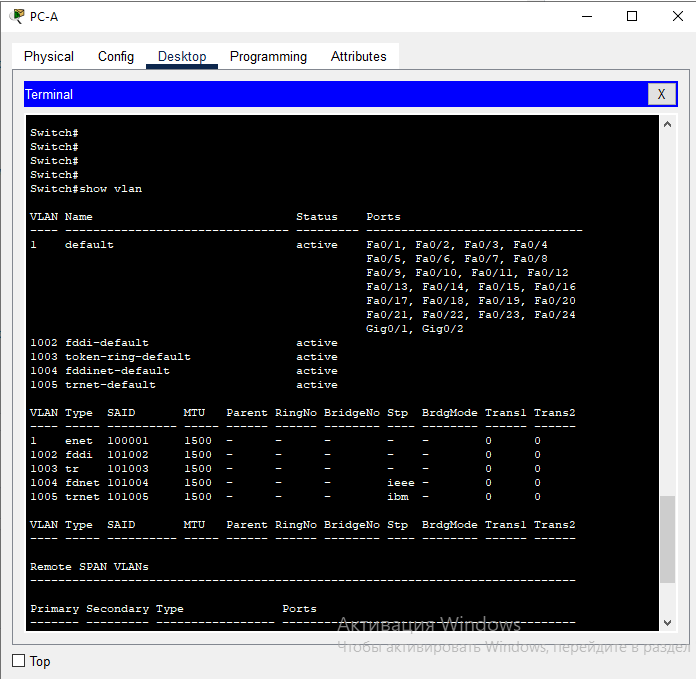 PC-A
Physical Config Desktop Programming Attributes
Terminal X
Switch#
Switch#
Switch#
Switch#
Switch#show vlan
VLAN Name Status Ports
---- -------------------------------- --------- -------------------------------
1 default active Fa0/1, Fa0/2, Fa0/3, Fa0/4
Fa0/5, Fa0/6, Fa0/7, Fa0/8
Fa0/9, Fa0/10, Fa0/11, Fa0/12
Fa0/13, Fa0/14, Fa0/15, Fa0/16
Fa0/17, Fa0/18, Fa0/19, Fa0/20
Fa0/21, Fa0/22, Fa0/23, Fa0/24
Gig0/1, Gig0/2
1002 fddi-default active
1003 token-ring-default active
1004 fddinet-default active
1005 trnet-default active
VLAN Type SAID MTU Parent RingNo BridgeNo Stp BrdgMode Trans1 Trans2
---- ----- ---------- ----- ------ ------ -------- ---- -------- ------ ------
1 enet 100001 1500 - - - - - 0 0
1002 fddi 101002 1500 - - - - - 0 0
1003 tr 101003 1500 - - - - - 0 0
1004 fdnet 101004 1500 - - - ieee - 0 0
1005 trnet 101005 1500 - - - ibm - 0 0
VLAN Type SAID MTU Parent RingNo BridgeNo Stp BrdgMode Trans1 Trans2
---- ----- ---------- ----- ------ ------ -------- ---- -------- ------ ------
Remote SPAN VLANs
------------------------------------------------------------------------------
Primary Secondary Type Ports
------- --------- ----------------- ------------------------------------------
Активация Windows
Чтобы активировать Windows, перейдите в раздел
Top